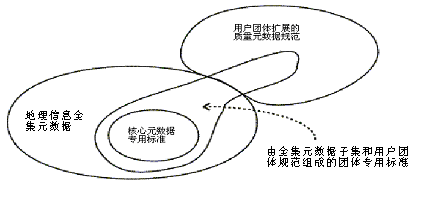 用户团体扩展的
质量元数据规范
地理信息全
集元数据
核心元数据
专用标准
由全集元数据子集和用户团
体规范组成的团体专用标准